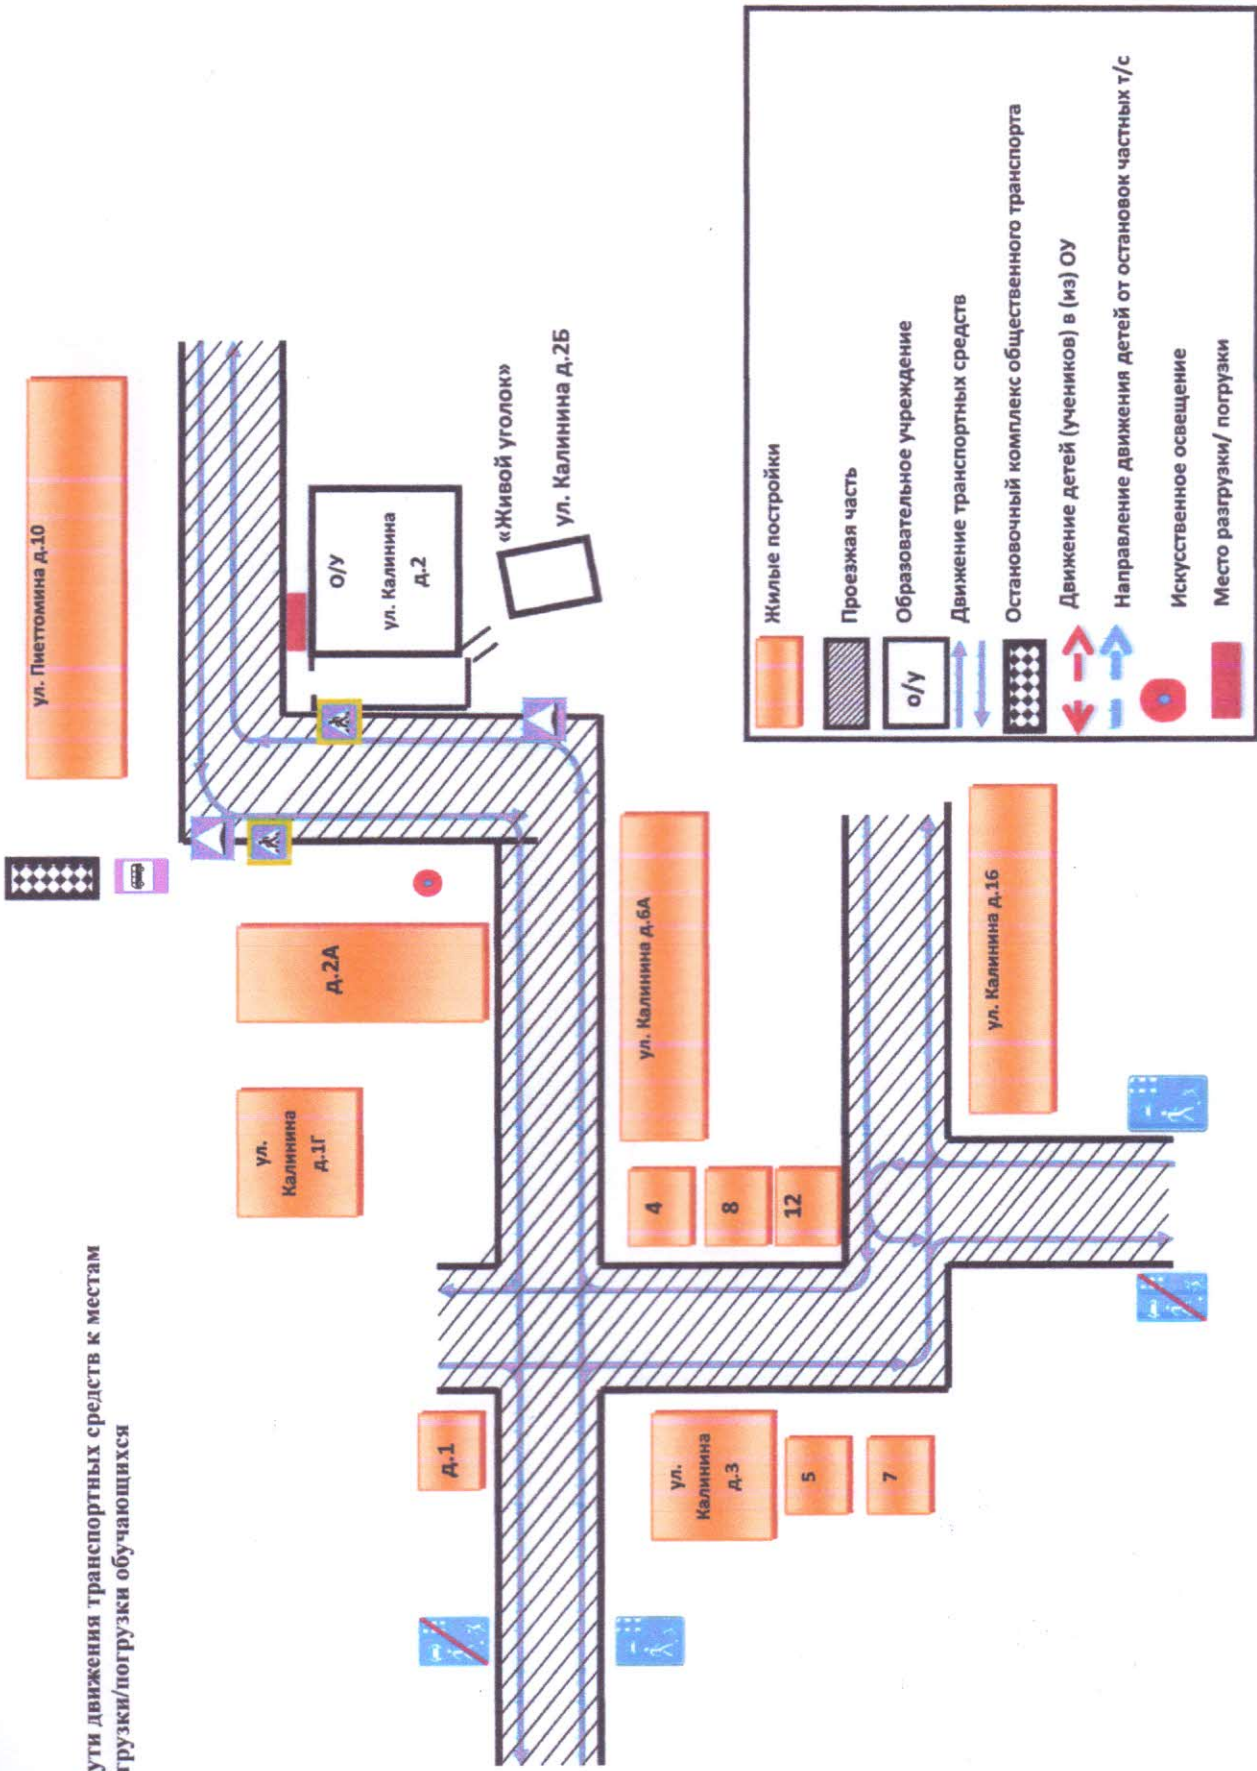 ути движения транспортных средств к местам
грузки/погрузки обучающихся
ул. Пиеттомина д.10
ул.
Калинина
д.1Г
д.2А
о/у
ул. Калинина
д.2
«Живой уголок»
ул. Калинина д.2Б
д.1
ул.
Калинина
д.3
5
7
4
8
12
ул. Калинина д.6А
ул. Калинина д.16
Жилые постройки
Проезжая часть
о/у
Образовательное учреждение
Движение транспортных средств
Остановочный комплекс общественного транспорта
Движение детей (учеников) в (из) ОУ
Направление движения детей от остановок частных т/с
Искусственное освещение
Место разгрузки/ погрузки